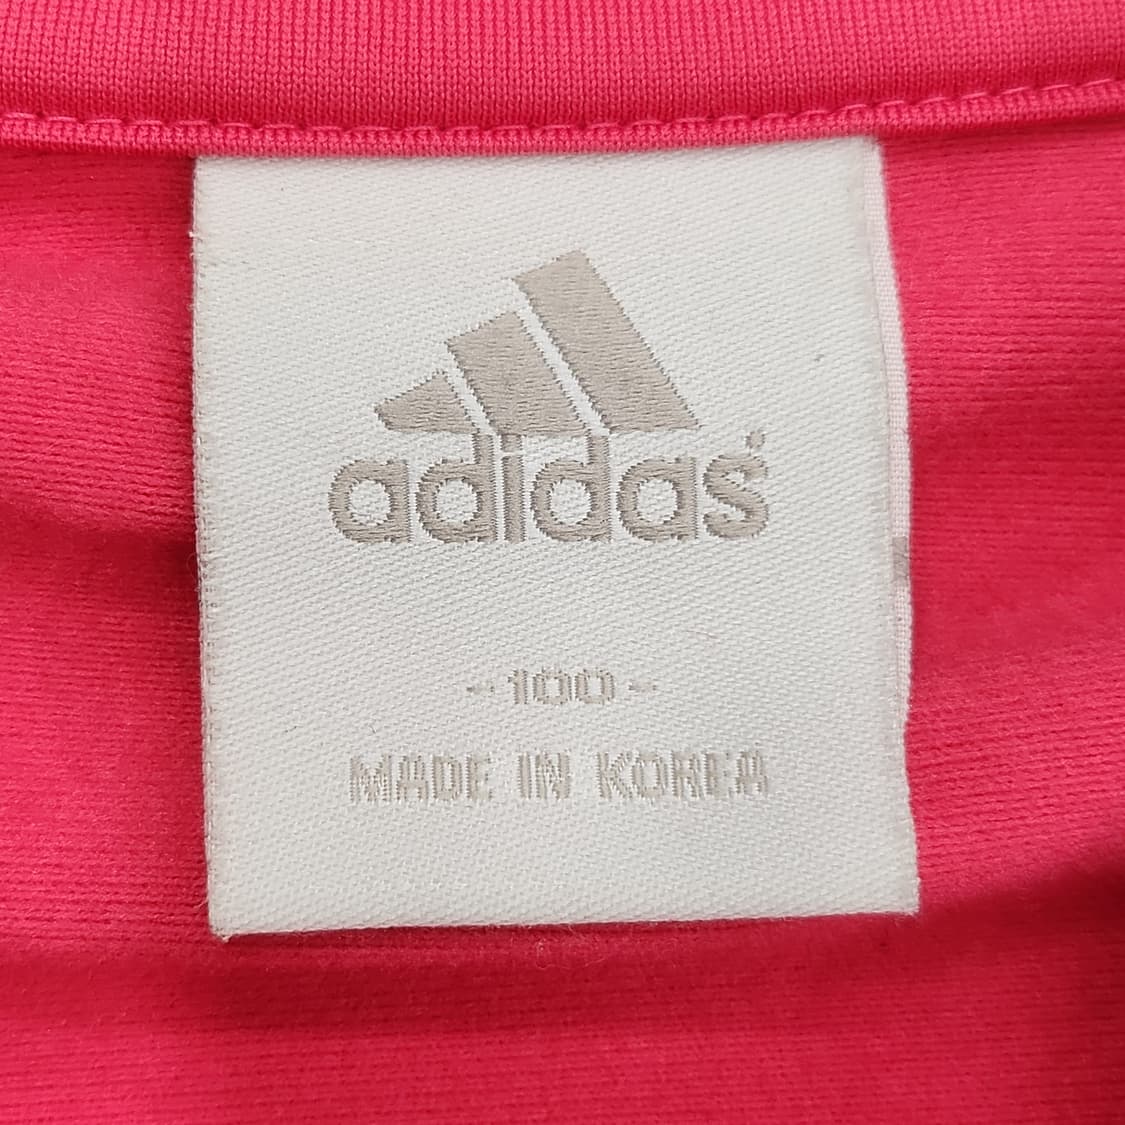 adidas®
-100-
MADE IN KOREA